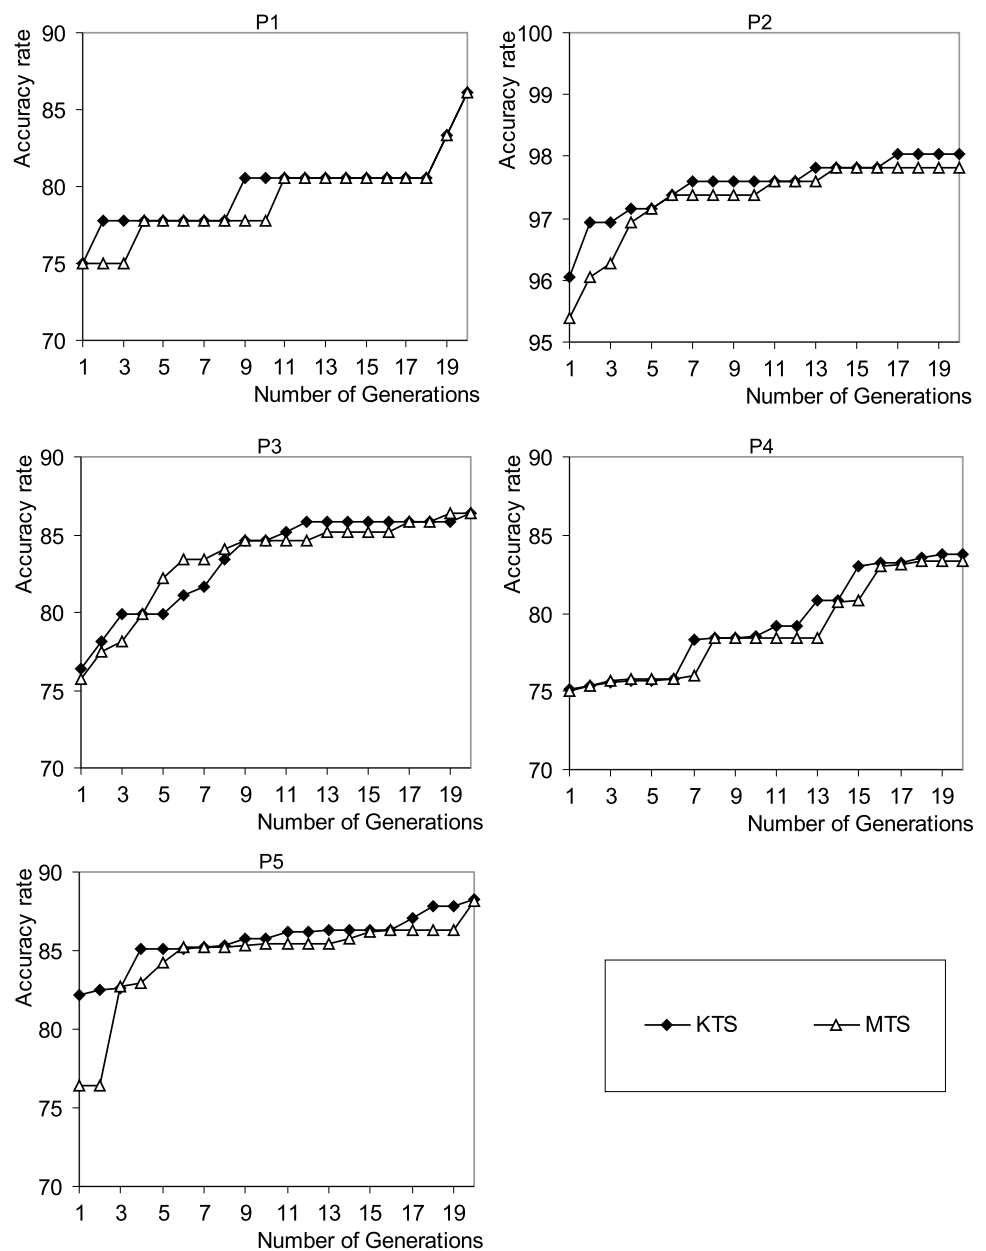 P1
Accuracy rate
90
85
80
75
70
1 3 5 7 9 11 13 15 17 19
Number of Generations
P2
Accuracy rate
100
99
98
97
96
95
1 3 5 7 9 11 13 15 17 19
Number of Generations
P3
Accuracy rate
90
85
80
75
70
1 3 5 7 9 11 13 15 17 19
Number of Generations
P4
Accuracy rate
90
85
80
75
70
1 3 5 7 9 11 13 15 17 19
Number of Generations
P5
Accuracy rate
90
85
80
75
70
1 3 5 7 9 11 13 15 17 19
Number of Generations
KTS MTS